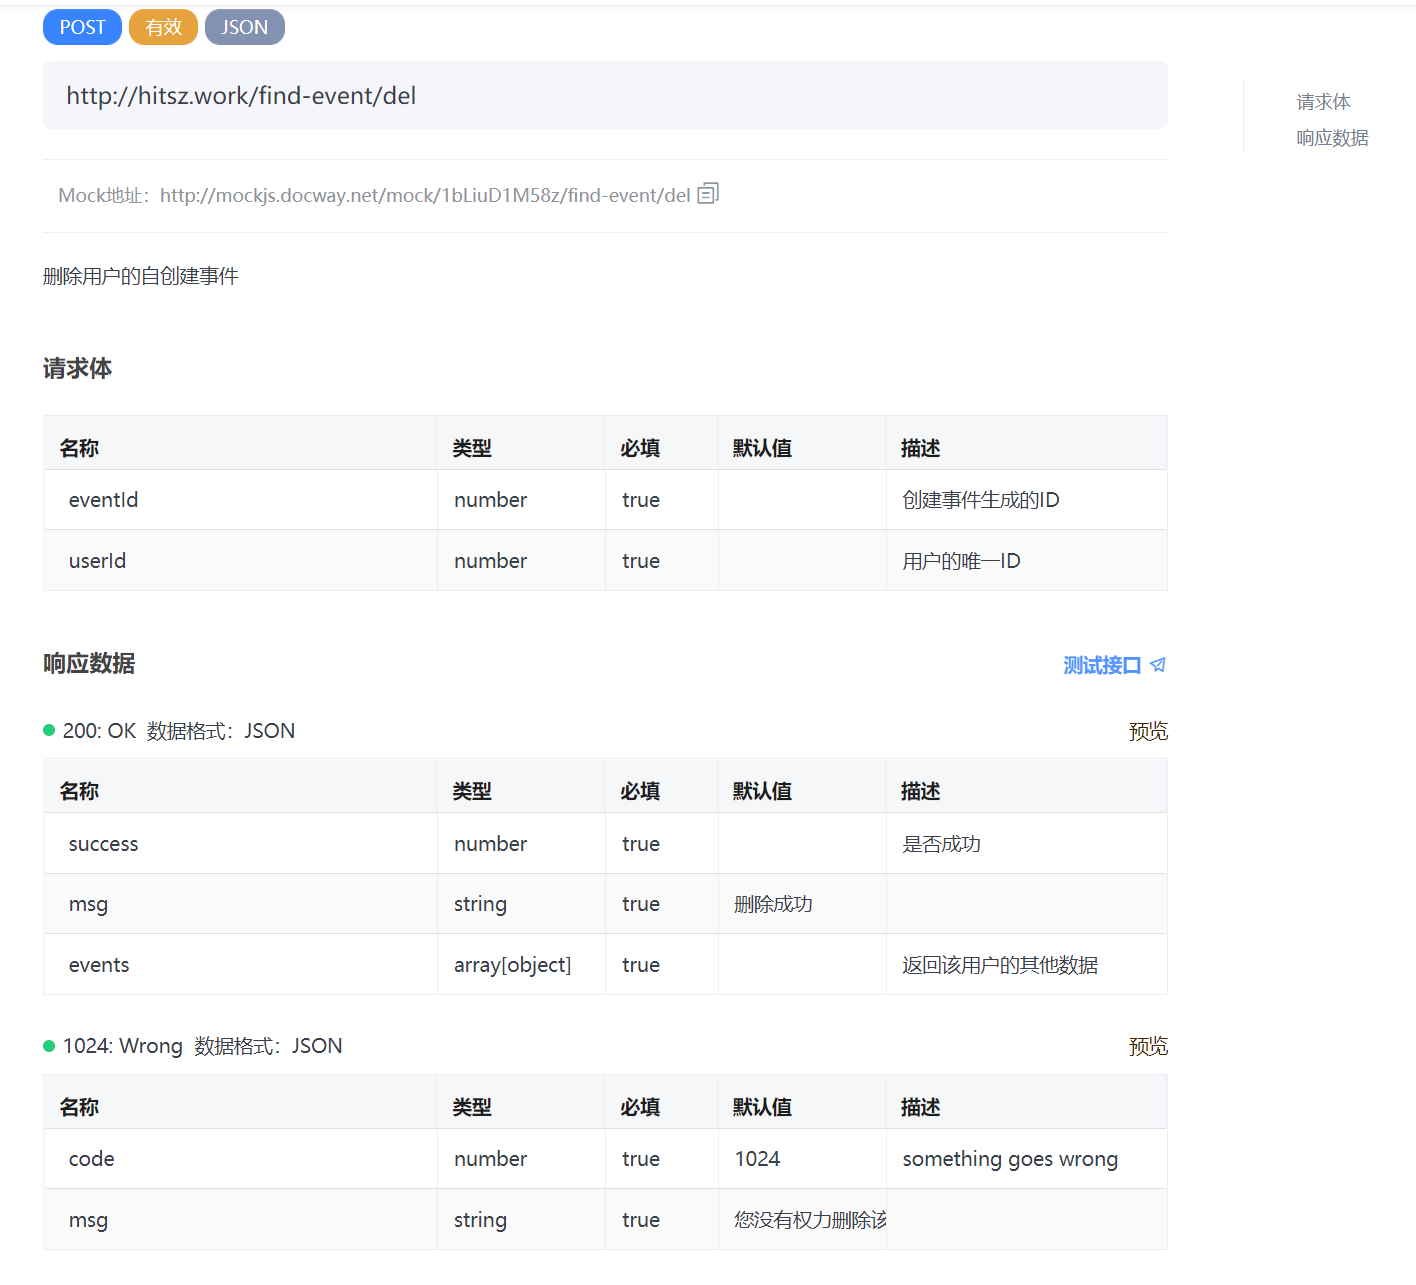 POST 有效 JSON
http://hitsz.work/find-event/del
请求体
响应数据
Mock地址：http://mockjs.docway.net/mock/1bLiuD1M58z/find-event/del
删除用户的自创建事件
请求体
名称 类型 必填 默认值 描述
eventId number true 创建事件生成的ID
userId number true 用户的唯一ID
响应数据 测试接口
200: OK 数据格式：JSON 预览
名称 类型 必填 默认值 描述
success number true 是否成功
msg string true 删除成功
events array[object] true 返回该用户的其他数据
1024: Wrong 数据格式：JSON 预览
名称 类型 必填 默认值 描述
code number true 1024 something goes wrong
msg string true 您没有权力删除该